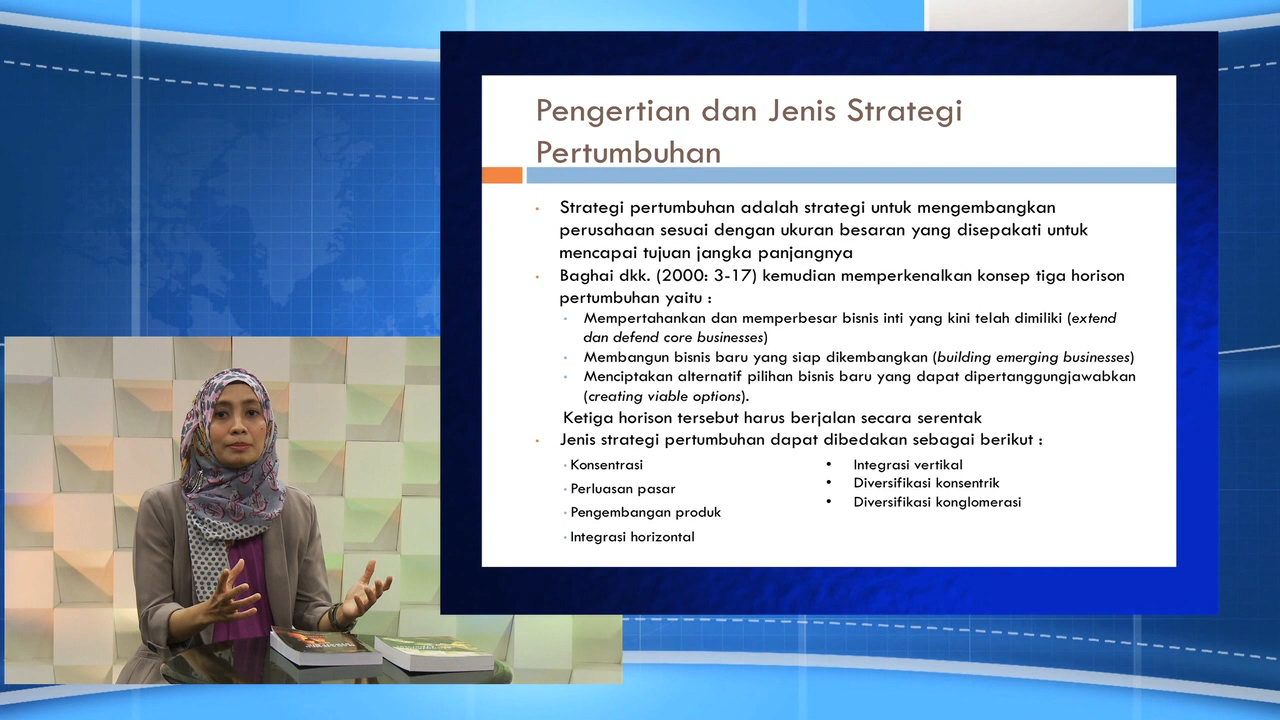 Pengertian dan Jenis Strategi
Pertumbuhan
• Strategi pertumbuhan adalah strategi untuk mengembangkan
perusahaan sesuai dengan ukuran besaran yang disepakati untuk
mencapai tujuan jangka panjangnya
• Baghai dkk. (2000: 3-17) kemudian memperkenalkan konsep tiga horison
pertumbuhan yaitu :
• Mempertahankan dan memperbesar bisnis inti yang kini telah dimiliki (extend
dan defend core businesses)
• Membangun bisnis baru yang siap dikembangkan (building emerging businesses)
• Menciptakan alternatif pilihan bisnis baru yang dapat dipertanggungjawabkan
(creating viable options).
Ketiga horison tersebut harus berjalan secara serentak
• Jenis strategi pertumbuhan dapat dibedakan sebagai berikut :
• Konsentrasi
• Perluasan pasar
• Pengembangan produk
• Integrasi horizontal
• Integrasi vertikal
• Diversifikasi konsentrik
• Diversifikasi konglomerasi